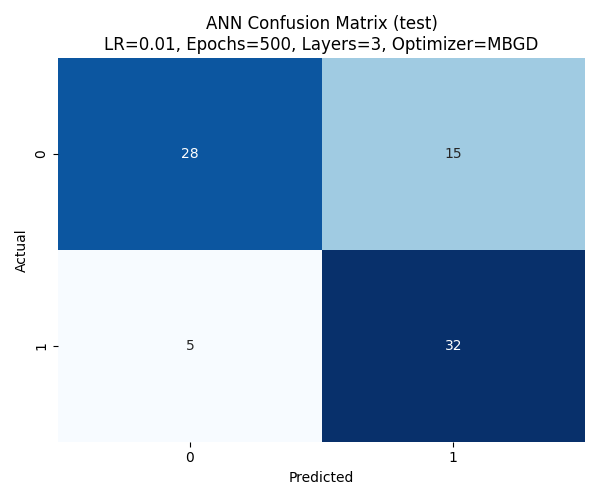 ANN Confusion Matrix (test)
LR=0.01, Epochs=500, Layers=3, Optimizer=MBGD
0
28
15
Actual
1
5
32
0
1
Predicted